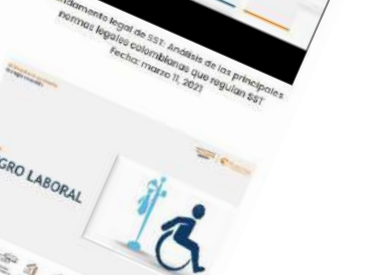 ndamento legal de SST: Análisis de las principales
normas legales colombianas que regulan SST
Fecha: marzo 11, 2021
GRO LABORAL